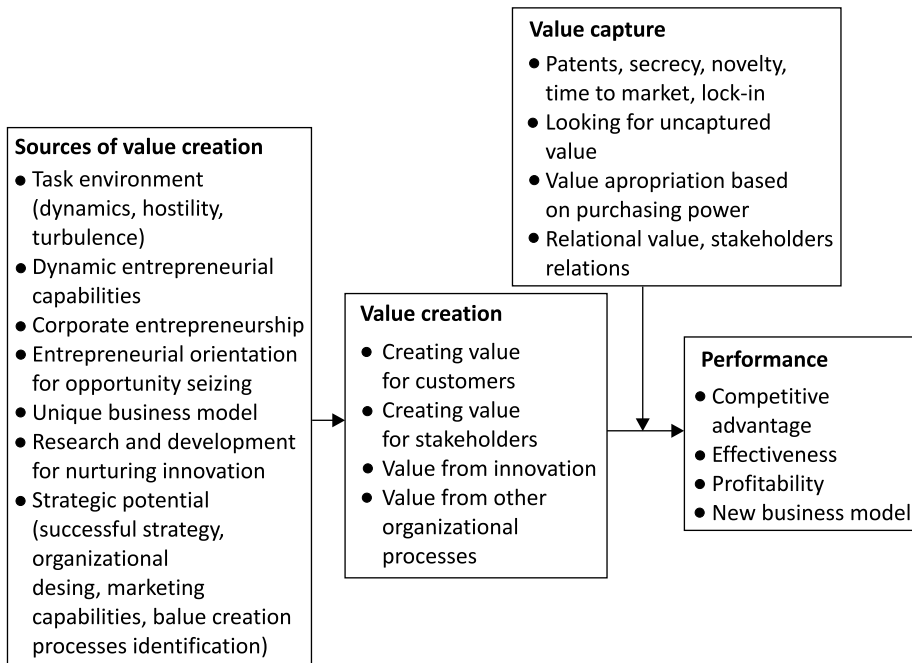 Sources of value creation
● Task environment
(dynamics, hostility,
turbulence)
● Dynamic entrepreneurial
capabilities
● Corporate entrepreneurship
● Entrepreneurial orientation
for opportunity seizing
● Unique business model
● Research and development
for nurturing innovation
● Strategic potential
(successful strategy,
organizational
desing, marketing
capabilities, balue creation
processes identification)
Value creation
● Creating value
for customers
● Creating value
for stakeholders
● Value from innovation
● Value from other
organizational
processes
Value capture
● Patents, secrecy, novelty,
time to market, lock-in
● Looking for uncaptured
value
● Value apropriation based
on purchasing power
● Relational value, stakeholders
relations
Performance
● Competitive
advantage
● Effectiveness
● Profitability
● New business model